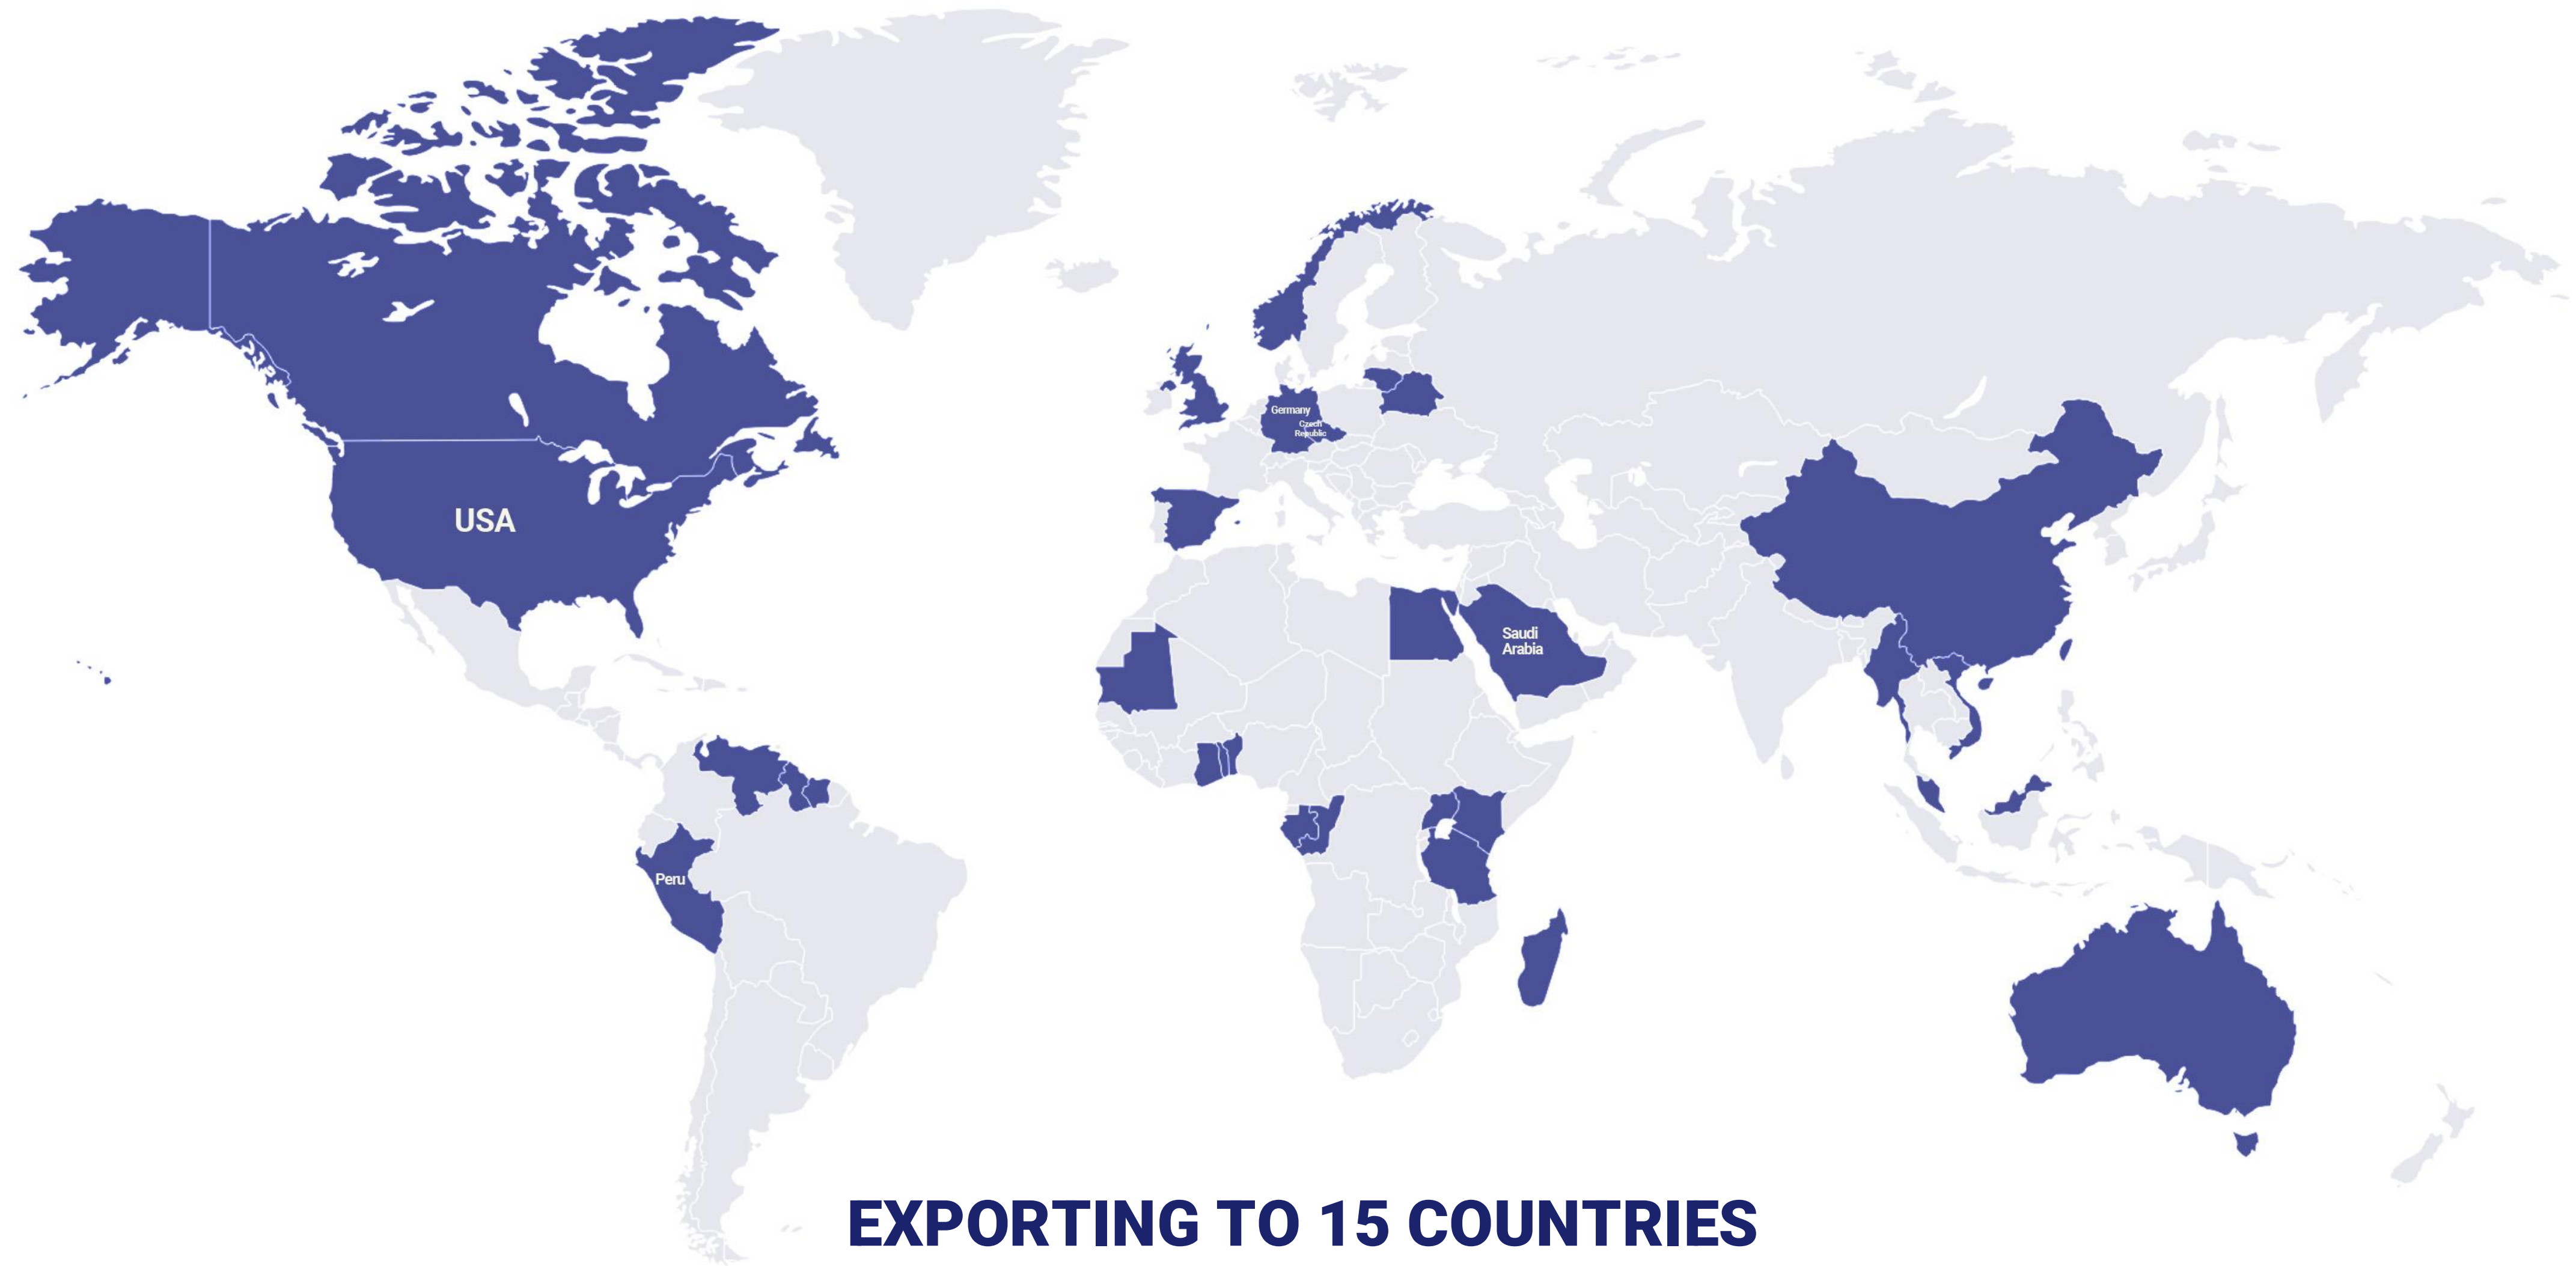 Germany
Czech
Republic
USA
Saudi
Arabia
Peru
EXPORTING TO 15 COUNTRIES